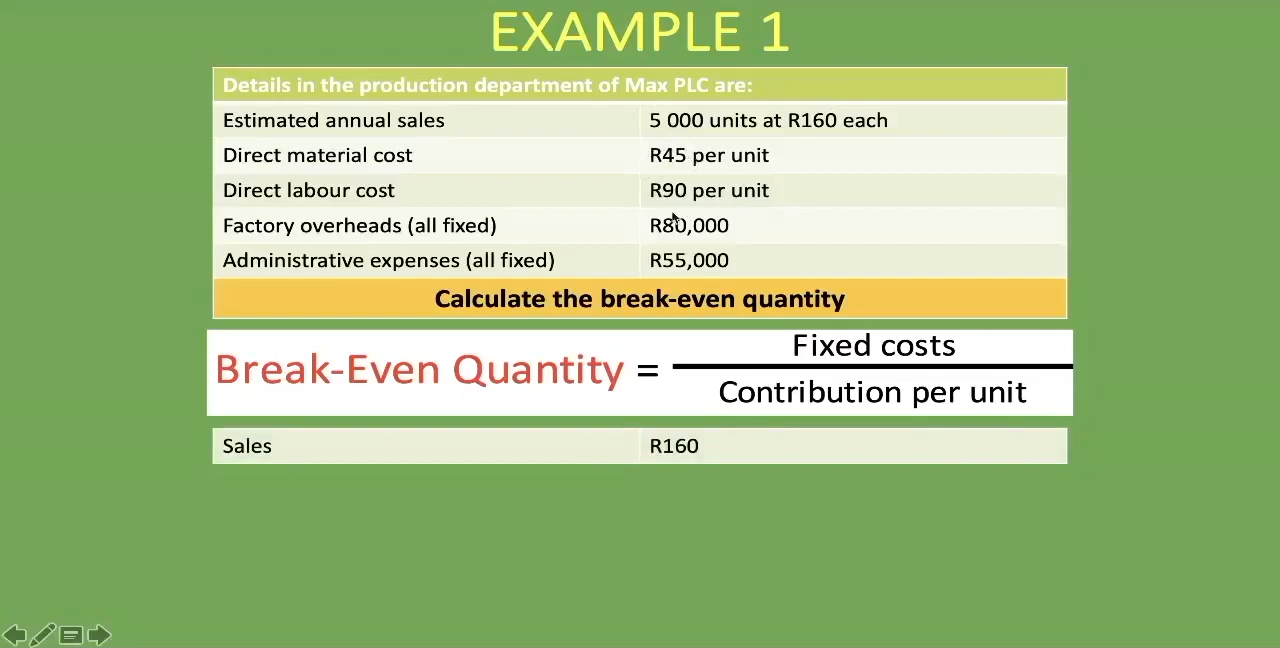 EXAMPLE 1
Details in the production department of Max PLC are:
Estimated annual sales 5 000 units at R160 each
Direct material cost R45 per unit
Direct labour cost R90 per unit
Factory overheads (all fixed) R80,000
Administrative expenses (all fixed) R55,000
Calculate the break-even quantity
Fixed costs
Break-Even Quantity =
Contribution per unit
Sales R160